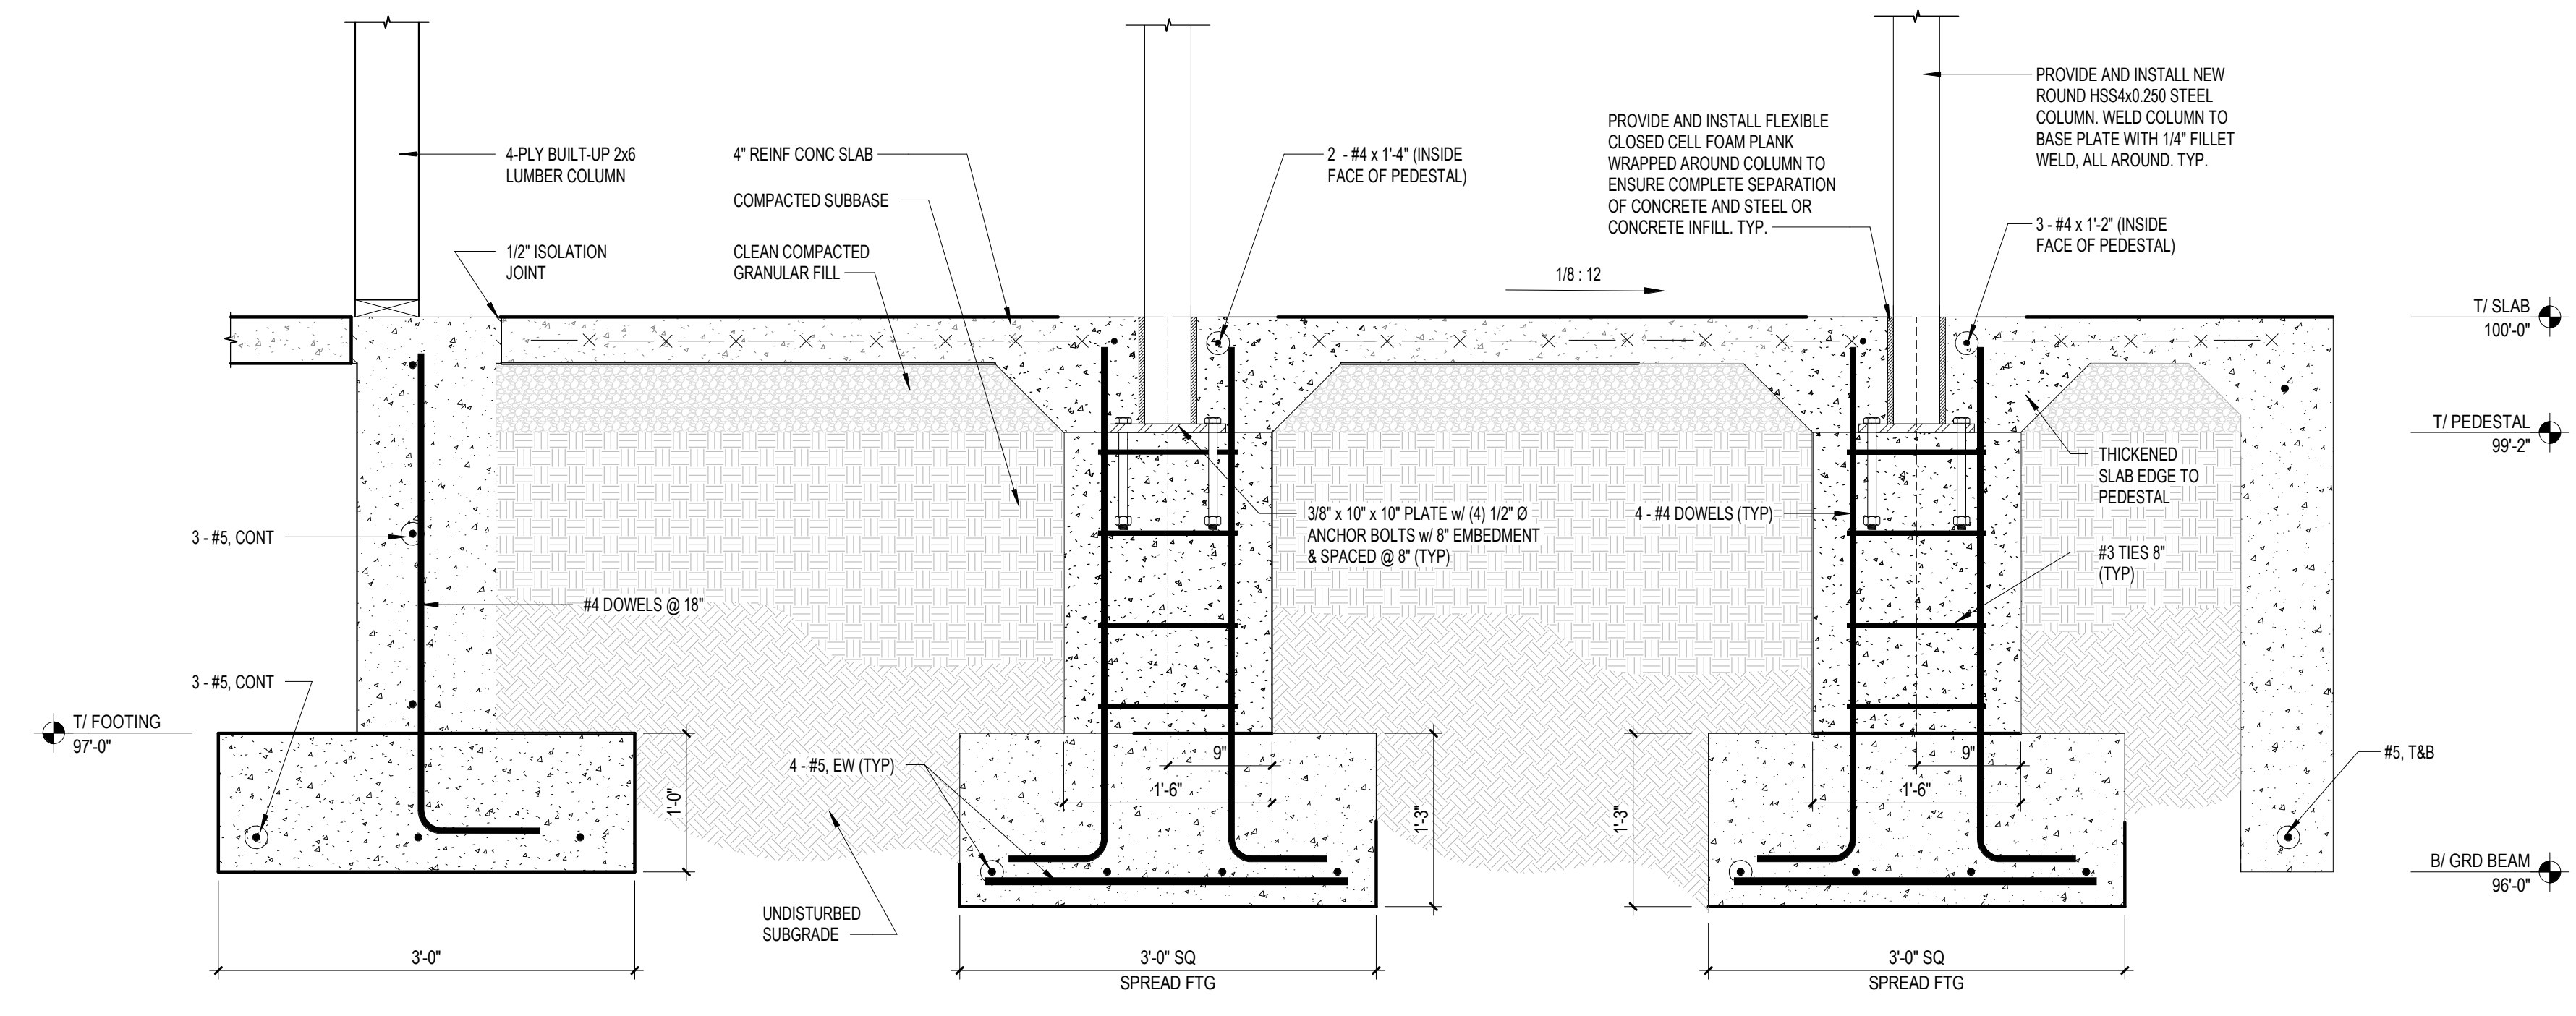 4-PLY BUILT-UP 2x6
LUMBER COLUMN
1/2" ISOLATION
JOINT
4" REINF CONC SLAB
COMPACTED SUBBASE
CLEAN COMPACTED
GRANULAR FILL
2 - #4 x 1'-4" (INSIDE
FACE OF PEDESTAL)
PROVIDE AND INSTALL FLEXIBLE
CLOSED CELL FOAM PLANK
WRAPPED AROUND COLUMN TO
ENSURE COMPLETE SEPARATION
OF CONCRETE AND STEEL OR
CONCRETE INFILL. TYP.
PROVIDE AND INSTALL NEW
ROUND HSS4x0.250 STEEL
COLUMN. WELD COLUMN TO
BASE PLATE WITH 1/4" FILLET
WELD, ALL AROUND. TYP.
3 - #4 x 1'-2" (INSIDE
FACE OF PEDESTAL)
1/8 : 12
T/ SLAB
100'-0"
T/ PEDESTAL
99'-2"
THICKENED
SLAB EDGE TO
PEDESTAL
3/8" x 10" x 10" PLATE w/ (4) 1/2" Ø
ANCHOR BOLTS w/ 8" EMBEDMENT
& SPACED @ 8" (TYP)
4 - #4 DOWELS (TYP)
#3 TIES 8"
(TYP)
3 - #5, CONT
#4 DOWELS @ 18"
3 - #5, CONT
T/ FOOTING
97'-0"
4 - #5, EW (TYP)
9"
1'-6"
9"
1'-6"
1'-0"
1'-3"
1'-3"
#5, T&B
B/ GRD BEAM
96'-0"
UNDISTURBED
SUBGRADE
3'-0"
3'-0" SQ
SPREAD FTG
3'-0" SQ
SPREAD FTG